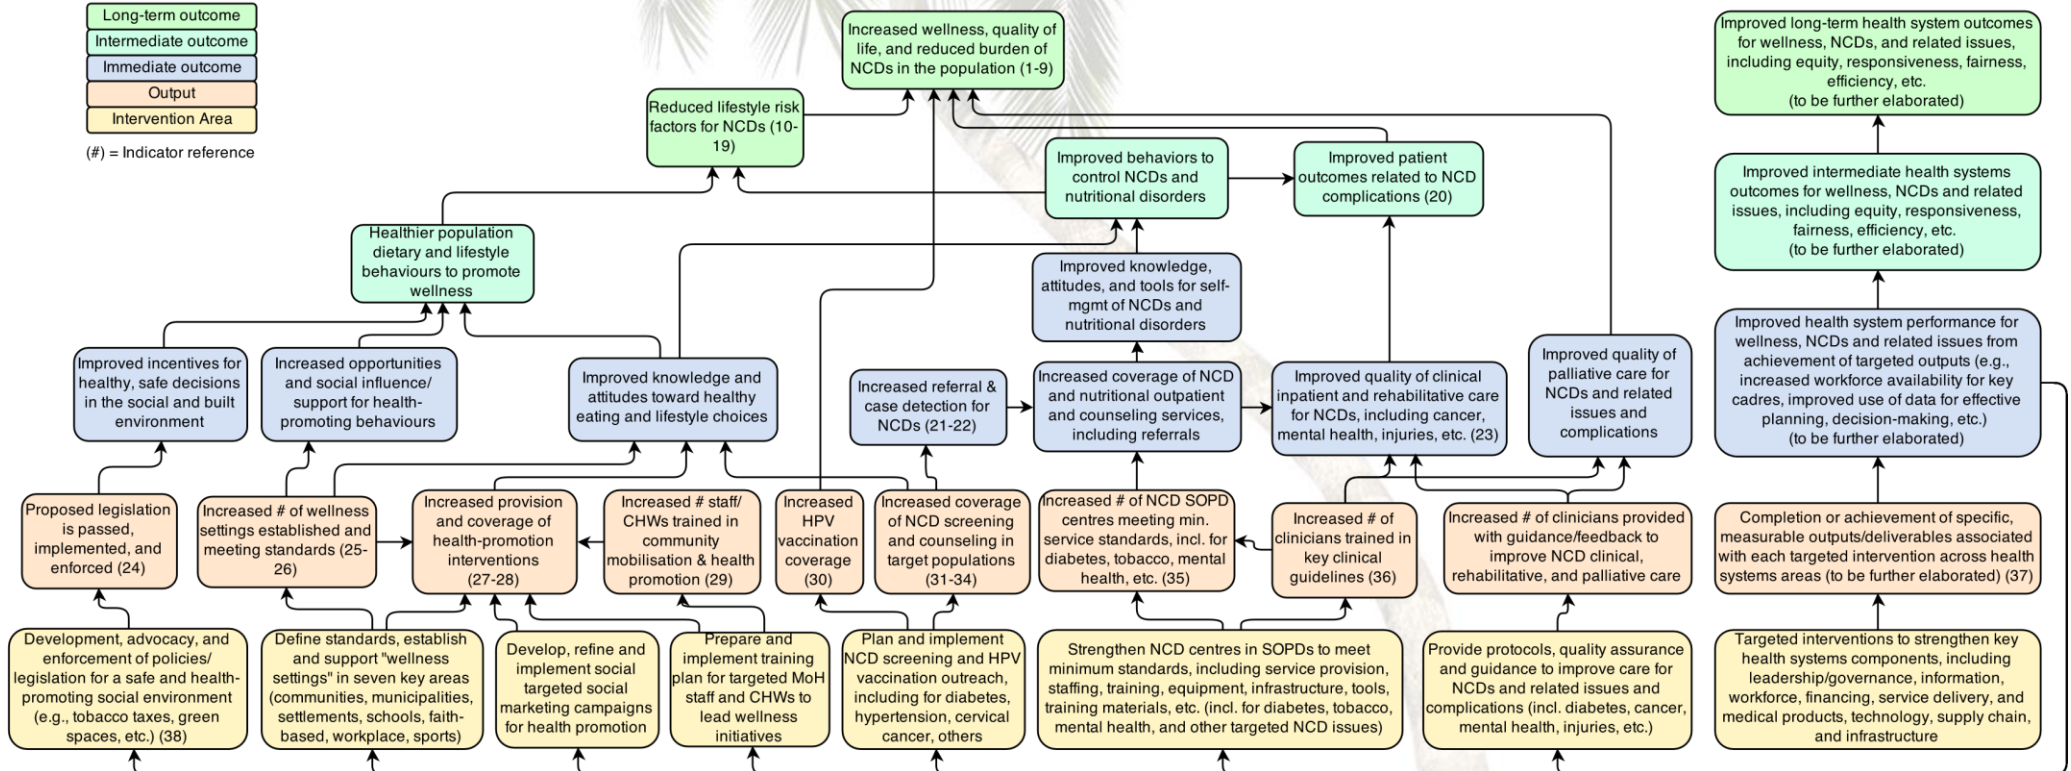 Long-term outcome
Intermediate outcome
Immediate outcome
Output
Intervention Area
(#) = Indicator reference
Increased wellness, quality of
life, and reduced burden of
NCDs in the population (1-9)
Improved long-term health system outcomes
for wellness, NCDs, and related issues,
including equity, responsiveness, fairness,
efficiency, etc.
(to be further elaborated)
Reduced lifestyle risk
factors for NCDs (10-
19)
Improved behaviors to
control NCDs and
nutritional disorders
Improved patient
outcomes related to NCD
complications (20)
Improved intermediate health systems
outcomes for wellness, NCDs and related
issues, including equity, responsiveness,
fairness, efficiency, etc.
(to be further elaborated)
Healthier population
dietary and lifestyle
behaviours to promote
wellness
Improved knowledge,
attitudes, and tools for self-
mgmt of NCDs and
nutritional disorders
Improved incentives for
healthy, safe decisions
in the social and built
environment
Increased opportunities
and social influence/
support for health-
promoting behaviours
Improved knowledge and
attitudes toward healthy
eating and lifestyle choices
Increased referral &
case detection for
NCDs (21-22)
Increased coverage of NCD
and nutritional outpatient
and counseling services,
including referrals
Improved quality of clinical
inpatient and rehabilitative care
for NCDs, including cancer,
mental health, injuries, etc. (23)
Improved quality of
palliative care for
NCDs and related
issues and
complications
Improved health system performance for
wellness, NCDs and related issues from
achievement of targeted outputs (e.g.,
increased workforce availability for key
cadres, improved use of data for effective
planning, decision-making, etc.)
(to be further elaborated)
Proposed legislation
is passed,
implemented, and
enforced (24)
Increased # of wellness
settings established and
meeting standards (25-
26)
Increased provision
and coverage of
health-promotion
interventions
(27-28)
Increased # staff/
CHWs trained in
community
mobilisation & health
promotion (29)
Increased
HPV
vaccination
coverage
(30)
Increased coverage
of NCD screening
and counseling in
target populations
(31-34)
Increased # of NCD SOPD
centres meeting min.
service standards, incl. for
diabetes, tobacco, mental
health, etc. (35)
Increased # of
clinicians trained in
key clinical
guidelines (36)
Increased # of clinicians provided
with guidance/feedback to
improve NCD clinical,
rehabilitative, and palliative care
Completion or achievement of specific,
measurable outputs/deliverables associated
with each targeted intervention across health
systems areas (to be further elaborated) (37)
Development, advocacy, and
enforcement of policies/
legislation for a safe and health-
promoting social environment
(e.g., tobacco taxes, green
spaces, etc.) (38)
Define standards, establish
and support "wellness
settings" in seven key areas
(communities, municipalities,
settlements, schools, faith-
based, workplace, sports)
Develop, refine and
implement social
targeted social
marketing campaigns
for health promotion
Prepare and
implement training
plan for targeted MoH
staff and CHWs to
lead wellness
initiatives
Plan and implement
NCD screening and HPV
vaccination outreach,
including for diabetes,
hypertension, cervical
cancer, others
Strengthen NCD centres in SOPDs to meet
minimum standards, including service provision,
staffing, training, equipment, infrastructure, tools,
training materials, etc. (incl. for diabetes, tobacco,
mental health, and other targeted NCD issues)
Provide protocols, quality assurance
and guidance to improve care for
NCDs and related issues and
complications (incl. diabetes, cancer,
mental health, injuries, etc.)
Targeted interventions to strengthen key
health systems components, including
leadership/governance, information,
workforce, financing, service delivery, and
medical products, technology, supply chain,
and infrastructure